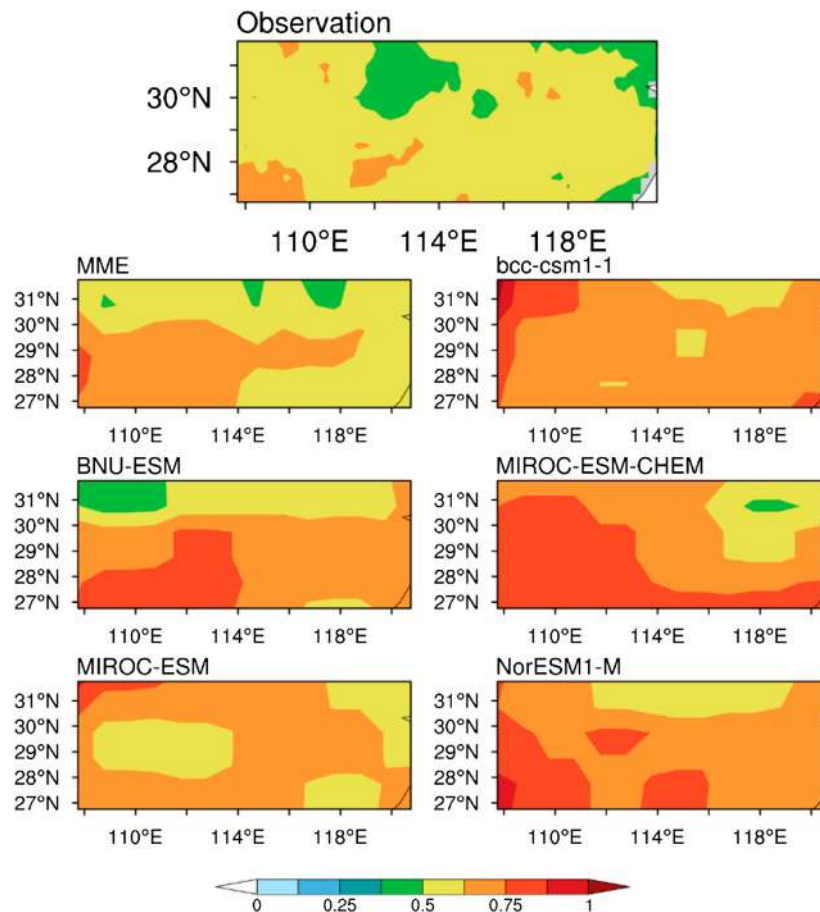 Observation
30°N
28°N
110°E 114°E 118°E
MME bcc-csm1-1
31°N 31°N
30°N 30°N
29°N 29°N
28°N 28°N
27°N 27°N
110°E 114°E 118°E 110°E 114°E 118°E
BNU-ESM MIROC-ESM-CHEM
31°N 31°N
30°N 30°N
29°N 29°N
28°N 28°N
27°N 27°N
110°E 114°E 118°E 110°E 114°E 118°E
MIROC-ESM NorESM1-M
31°N 31°N
30°N 30°N
29°N 29°N
28°N 28°N
27°N 27°N
110°E 114°E 118°E 110°E 114°E 118°E
0 0.25 0.5 0.75 1